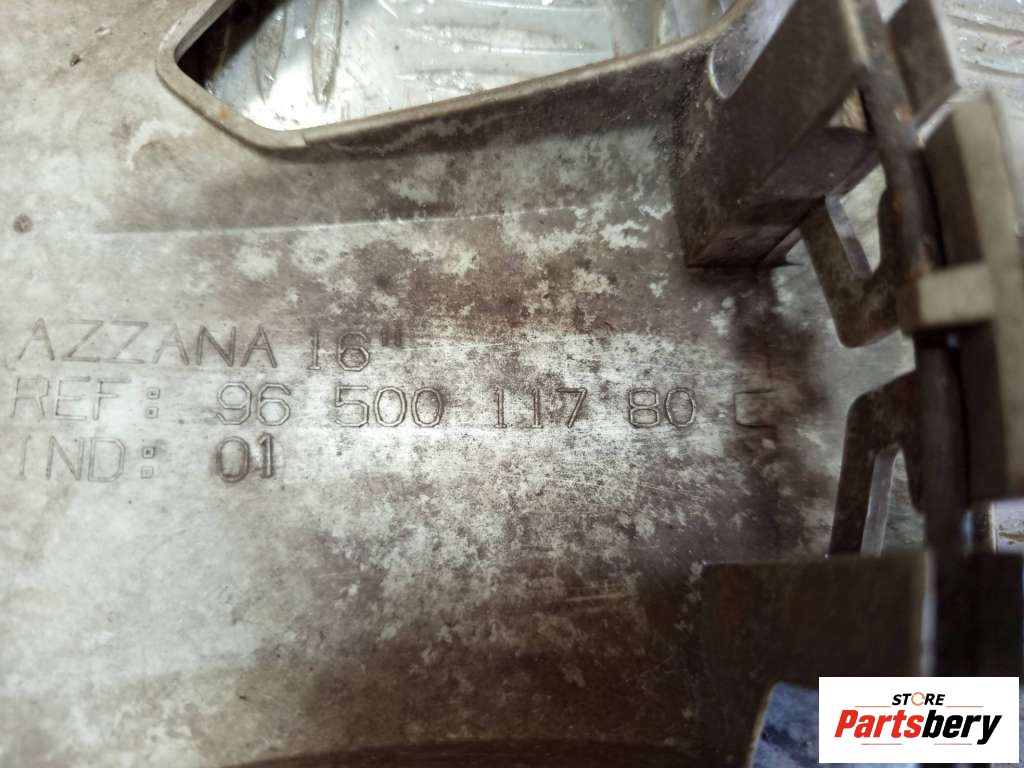 AZZANA 16"
REF: 96 500 117 80 C
IND: 01
STORE
Partsbery